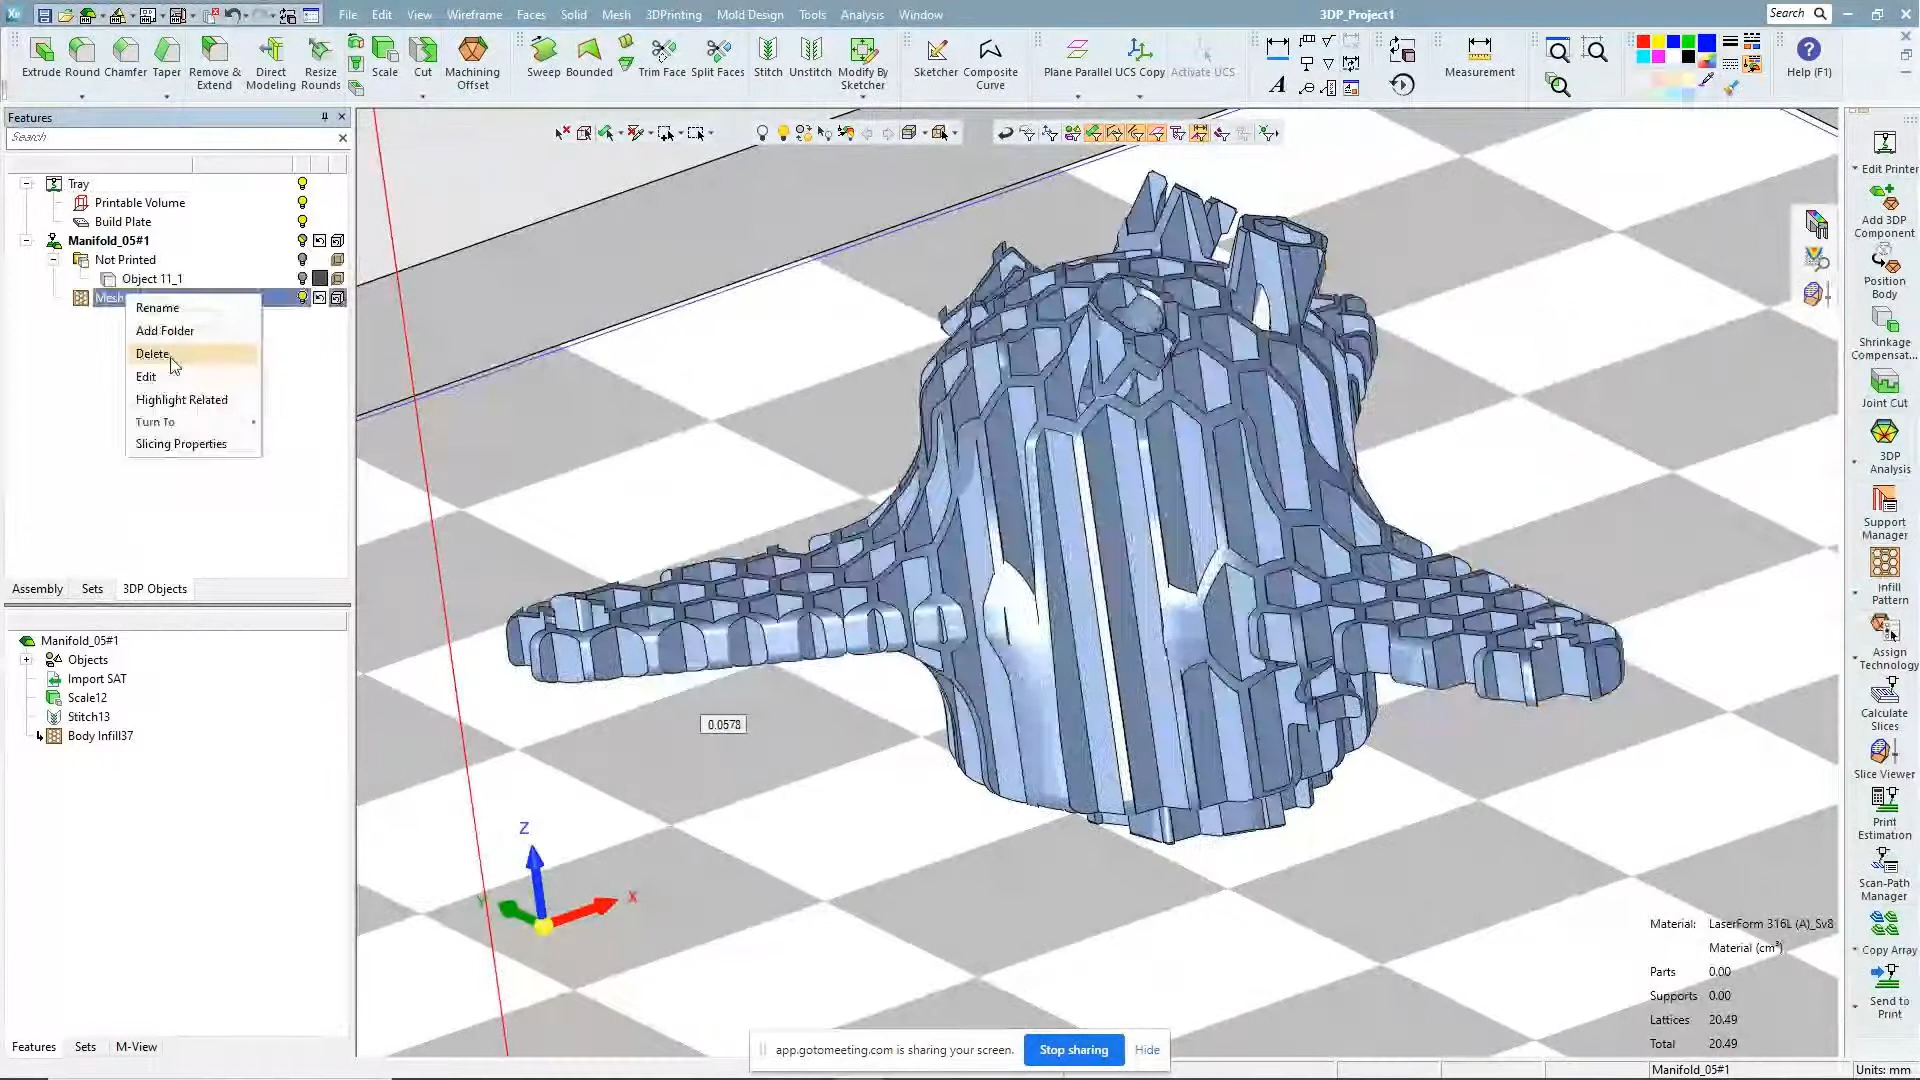 File Edit View Wireframe Faces Solid Mesh 3DPrinting Mold Design Tools Analysis Window
3DP_Project1
Search
Extrude Round Chamfer Taper Remove & Extend Direct Modeling Resize Rounds Scale Cut Machining Offset
Sweep Bounded Trim Face Split Faces Stitch Unstitch Modify By Sketcher
Sketcher Composite Curve Plane Parallel UCS Copy Activate UCS
A
Measurement
Help (F1)
Features
Search
Tray
Printable Volume
Build Plate
Manifold_05#1
Not Printed
Object 11_1
Mesh
Rename
Add Folder
Delete
Edit
Highlight Related
Turn To
Slicing Properties
Assembly Sets 3DP Objects
Manifold_05#1
Objects
Import SAT
Scale12
Stitch13
Body Infill37
Features Sets M-View
0.0578
Z
Y
X
Edit Printer
Add 3DP
Component
Position
Body
Shrinkage
Compensat...
Joint Cut
3DP
Analysis
Support
Manager
Infill
Pattern
Assign
Technology
Calculate
Slices
Slice Viewer
Print
Estimation
Scan-Path
Manager
Copy Array
Send to
Print
Material: LaserForm 316L (A)_Sv8
Material (cm³)
Parts 0.00
Supports 0.00
Lattices 20.49
Total 20.49
app.gotomeeting.com is sharing your screen. Stop sharing Hide
Manifold_05#1 Units: mm